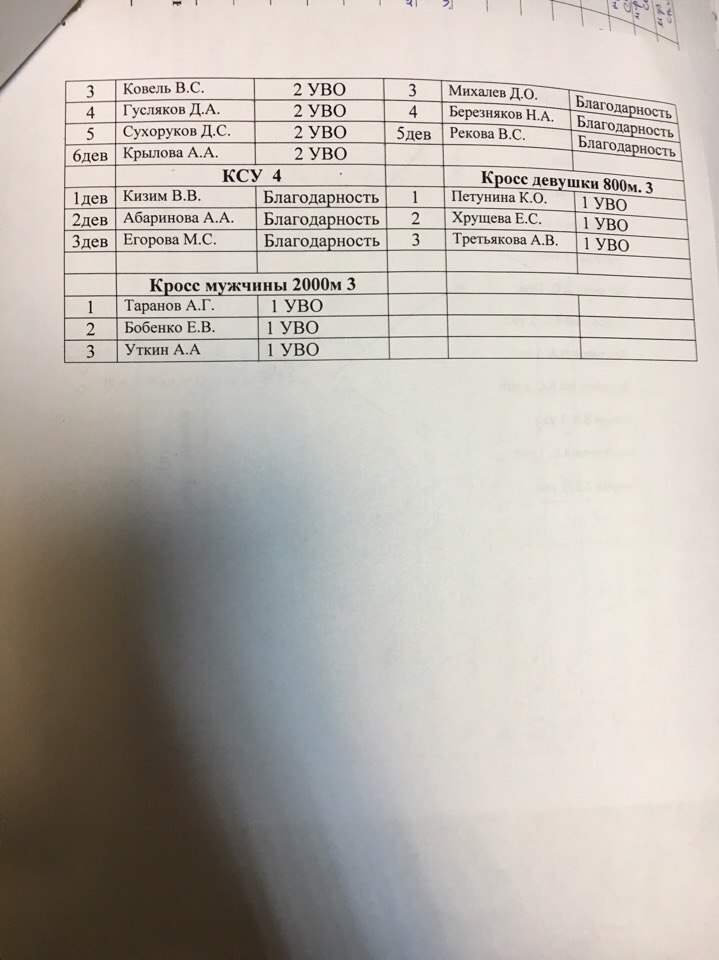 3 Ковель В.С. 2 УВО 3 Михалев Д.О. Благодарность
4 Гусляков Д.А. 2 УВО 4 Березняков Н.А. Благодарность
5 Сухоруков Д.С. 2 УВО 5дев Рекова В.С. Благодарность
6дев Крылова А.А. 2 УВО
КСУ 4 Кросс девушки 800м. 3
1дев Кизим В.В. Благодарность 1 Петунина К.О. 1 УВО
2дев Абаринова А.А. Благодарность 2 Хрущева Е.С. 1 УВО
3дев Егорова М.С. Благодарность 3 Третьякова А.В. 1 УВО
Кросс мужчины 2000м 3
1 Таранов А.Г. 1 УВО
2 Бобенко Е.В. 1 УВО
3 Уткин А.А 1 УВО